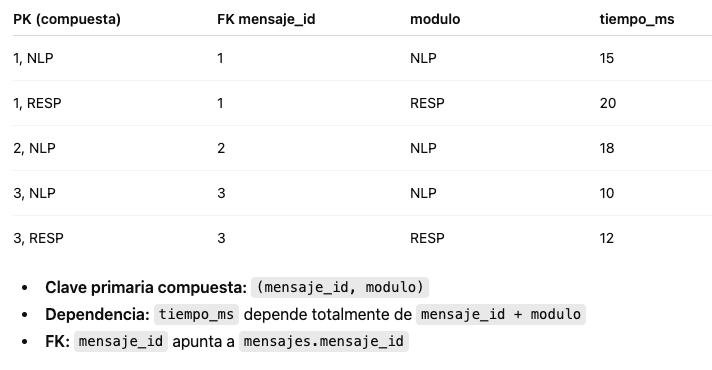 PK (compuesta) FK mensaje_id modulo tiempo_ms
1, NLP 1 NLP 15
1, RESP 1 RESP 20
2, NLP 2 NLP 18
3, NLP 3 NLP 10
3, RESP 3 RESP 12
• Clave primaria compuesta: (mensaje_id, modulo)
• Dependencia: tiempo_ms depende totalmente de mensaje_id + modulo
• FK: mensaje_id apunta a mensajes.mensaje_id